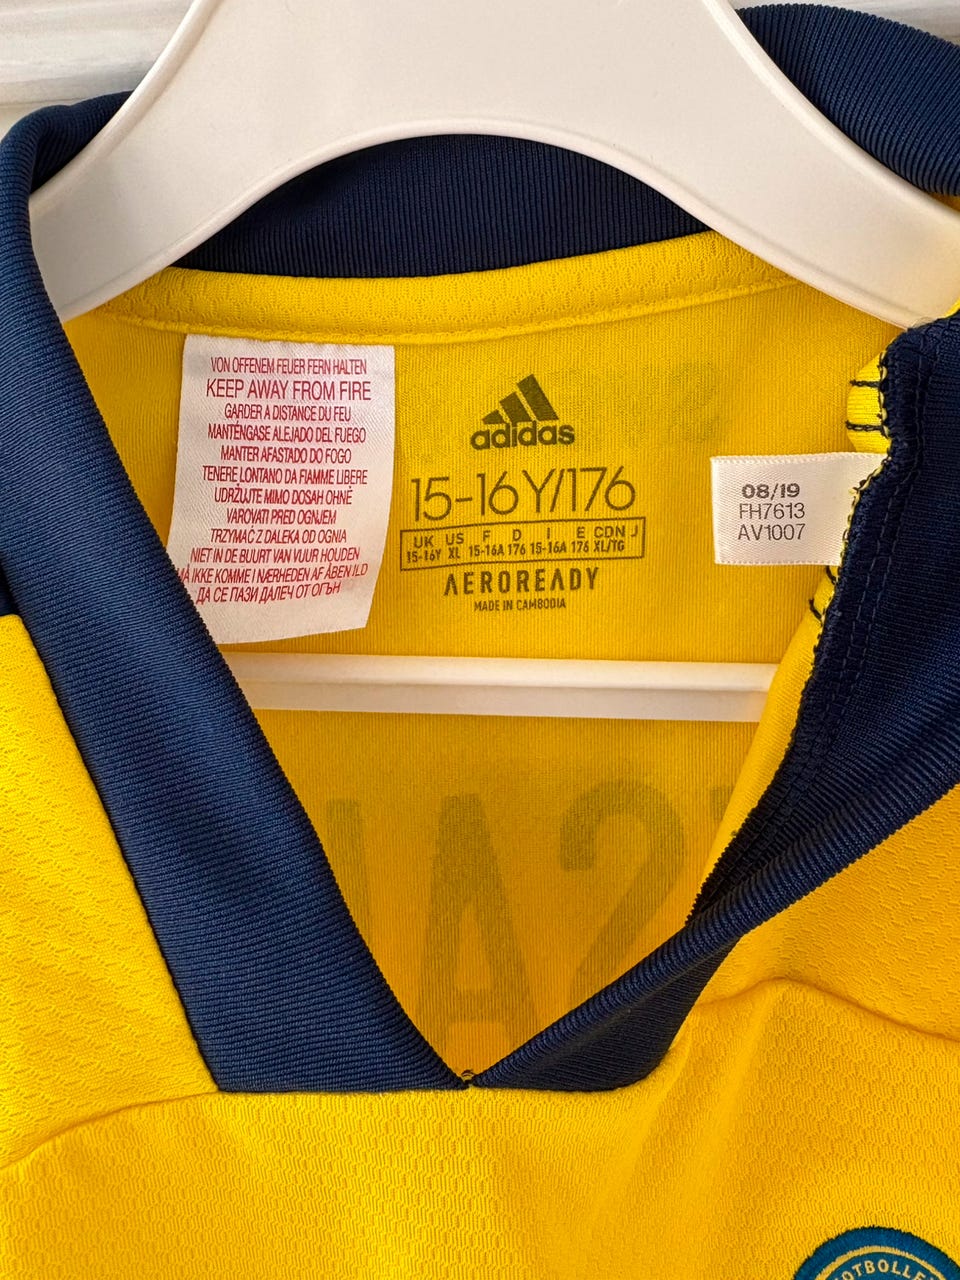 VON OFFENEM FEUER FERN HALTEN
KEEP AWAY FROM FIRE
GARDER A DISTANCE DU FEU
MANTÉNGASE ALEJADO DEL FUEGO
MANTER AFASTADO DO FOGO
TENERE LONTANO DA FIAMME LIBERE
UDRŽUJTE MIMO DOSAH OHNĚ
VAROVATI PRED OGNJEM
TRZYMAĆ Z DALEKA OD OGNIA
NIET IN DE BUURT VAN VUUR HOUDEN
MÅ IKKE KOMME I NÆRHEDEN AF ÅBEN ILD
ДА СЕ ПАЗИ ДАЛЕЧ ОТ ОГЪН
adidas
15-16Y/176
UK US F D I E CDN J
15-16Y XL 15-16A 176 15-16A 176 XL/TG
AEROREADY
MADE IN CAMBODIA
08/19
FH7613
AV1007